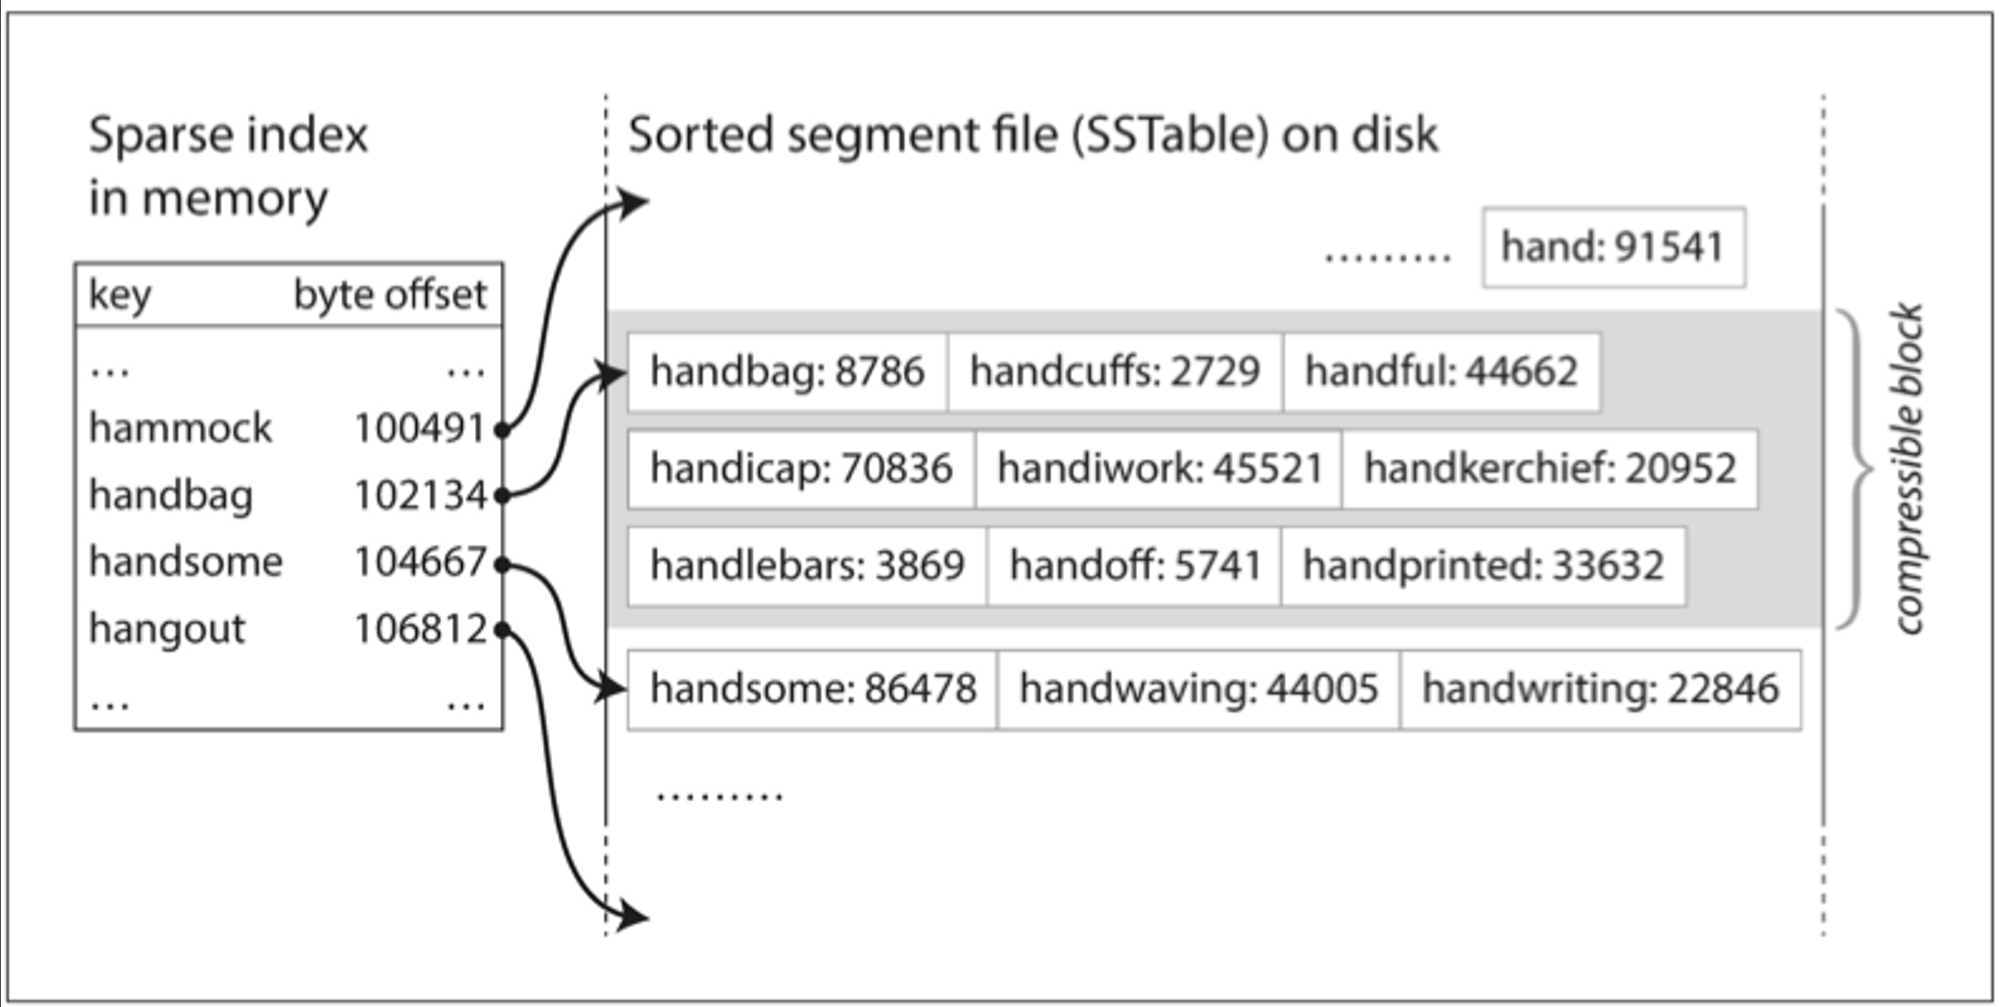 Sparse index
in memory
key byte offset
... ...
hammock 100491
handbag 102134
handsome 104667
hangout 106812
... ...
Sorted segment file (SSTable) on disk
......... hand: 91541
handbag: 8786 handcuffs: 2729 handful: 44662
handicap: 70836 handiwork: 45521 handkerchief: 20952
handlebars: 3869 handoff: 5741 handprinted: 33632
handsome: 86478 handwaving: 44005 handwriting: 22846
.........
compressible block